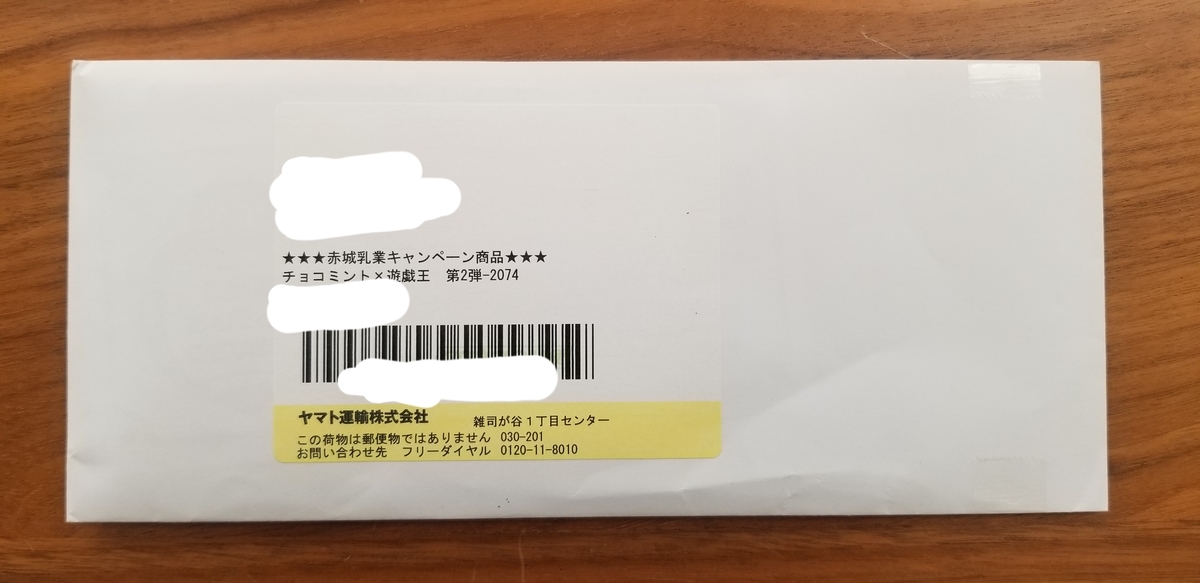 ★★★赤城乳業キャンペーン商品★★★
チョコミント×遊戯王　第2弾-2074
ヤマト運輸株式会社　雑司が谷1丁目センター
この荷物は郵便物ではありません 030-201
お問い合わせ先　フリーダイヤル 0120-11-8010